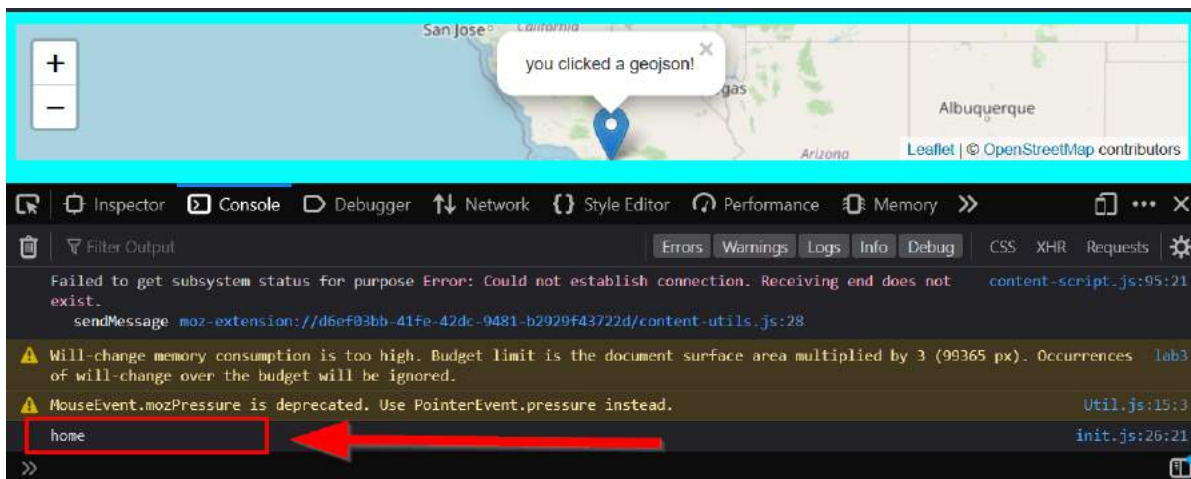 San Jose
California
you clicked a geojson!
×
gas
+
−
Albuquerque
Arizona
Leaflet | © OpenStreetMap contributors
Inspector Console Debugger Network {} Style Editor Performance Memory
Filter Output Errors Warnings Logs Info Debug CSS XHR Requests
Failed to get subsystem status for purpose Error: Could not establish connection. Receiving end does not content-script.js:95:21
exist.
sendMessage moz-extension://d6ef03bb-41fe-42dc-9481-b2929f43722d/content-utils.js:28
Will-change memory consumption is too high. Budget limit is the document surface area multiplied by 3 (99365 px). Occurrences lab3
of will-change over the budget will be ignored.
MouseEvent.mozPressure is deprecated. Use PointerEvent.pressure instead. Util.js:15:3
home init.js:26:21